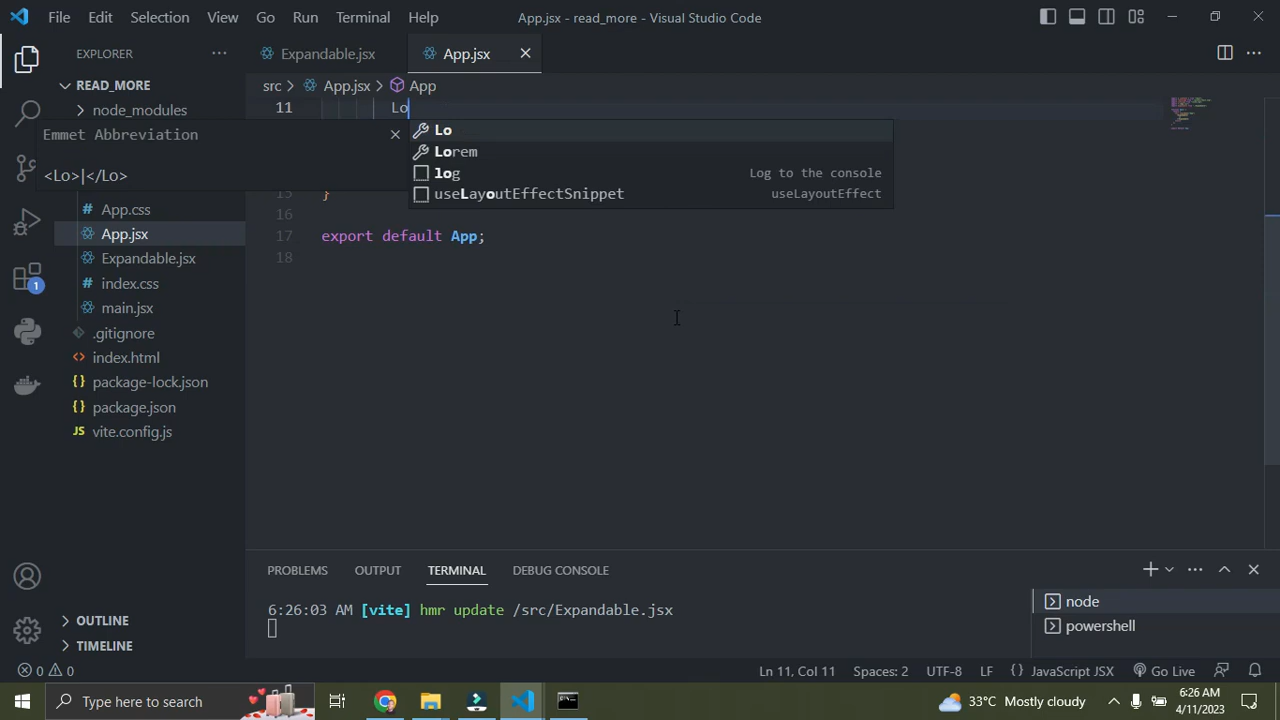 File Edit Selection View Go Run Terminal Help
App.jsx - read_more - Visual Studio Code
EXPLORER
Expandable.jsx
App.jsx
READ_MORE
src > App.jsx > App
node_modules
11 Lo
Emmet Abbreviation
<Lo>|</Lo>
Lo
Lorem
log Log to the console
useLayoutEffectSnippet useLayoutEffect
15 }
16
17 export default App;
18
App.css
App.jsx
Expandable.jsx
index.css
main.jsx
.gitignore
index.html
package-lock.json
package.json
vite.config.js
1
OUTLINE
TIMELINE
PROBLEMS OUTPUT TERMINAL DEBUG CONSOLE
6:26:03 AM [vite] hmr update /src/Expandable.jsx
node
powershell
0 0
Ln 11, Col 11 Spaces: 2 UTF-8 LF {} JavaScript JSX Go Live
Type here to search
33°C Mostly cloudy
6:26 AM
4/11/2023